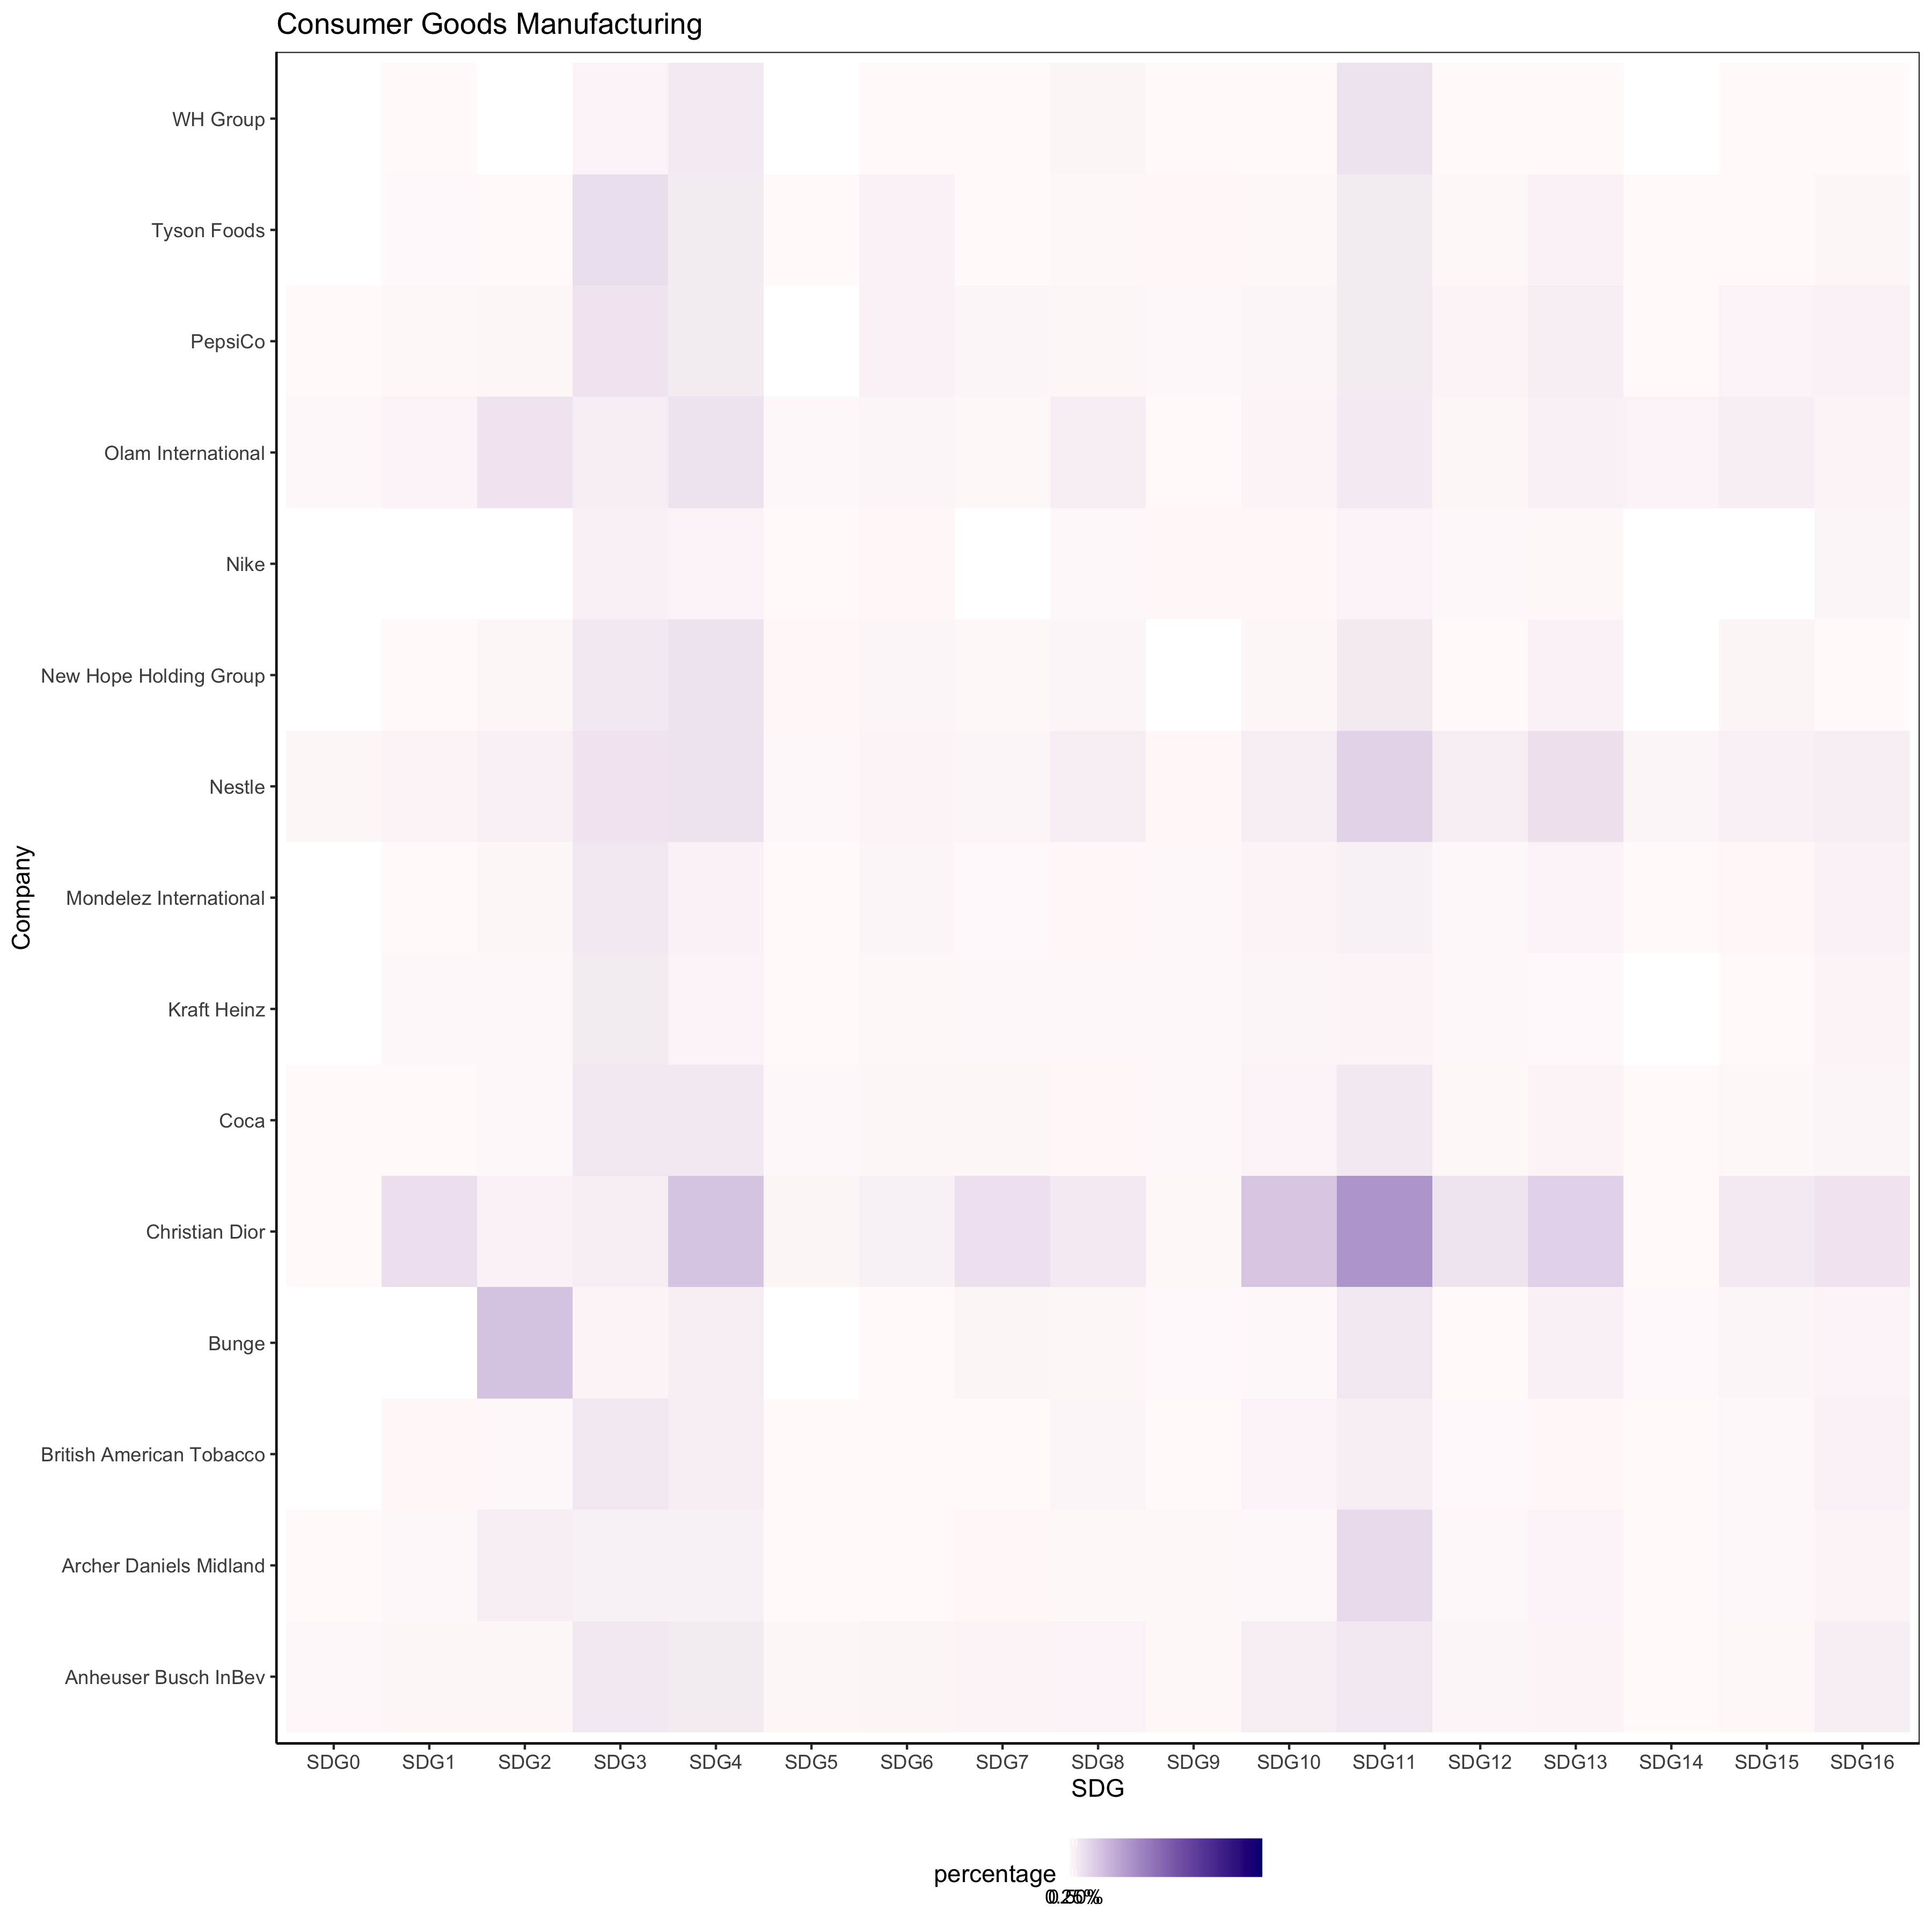 Consumer Goods Manufacturing
WH Group
Tyson Foods
PepsiCo
Olam International
Nike
New Hope Holding Group
Nestle
Mondelez International
Kraft Heinz
Coca
Christian Dior
Bunge
British American Tobacco
Archer Daniels Midland
Anheuser Busch InBev
Company
SDG0 SDG1 SDG2 SDG3 SDG4 SDG5 SDG6 SDG7 SDG8 SDG9 SDG10 SDG11 SDG12 SDG13 SDG14 SDG15 SDG16
SDG
percentage